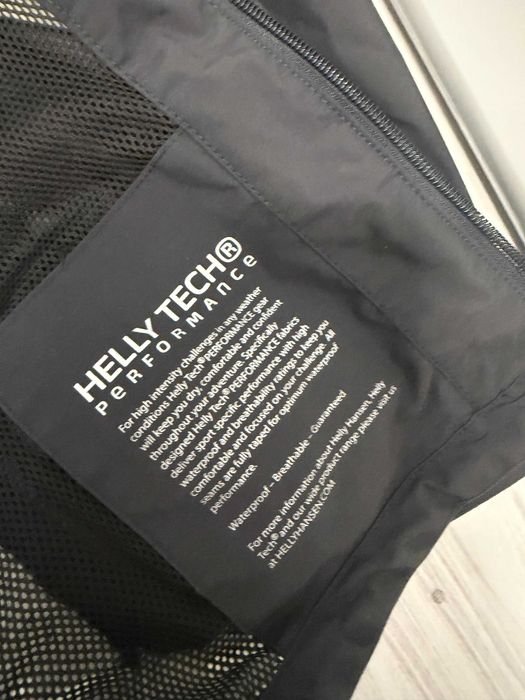 HELLY TECH®
PERFORMANCE
For high intensity challenges in any weather
conditions Helly Tech® PERFORMANCE gear
will keep you dry, comfortable and confident
throughout your adventure. Specifically
designed Helly Tech® PERFORMANCE fabrics
deliver sport specific performance with high
waterproof and breathability ratings to keep you
comfortable and focused on your challenge. All
seams are fully taped for optimum waterproof
performance.
Waterproof – Breathable – Guaranteed
For more information about Helly Hansen, Helly
Tech® and our wide product range please visit us
at HELLYHANSEN.COM